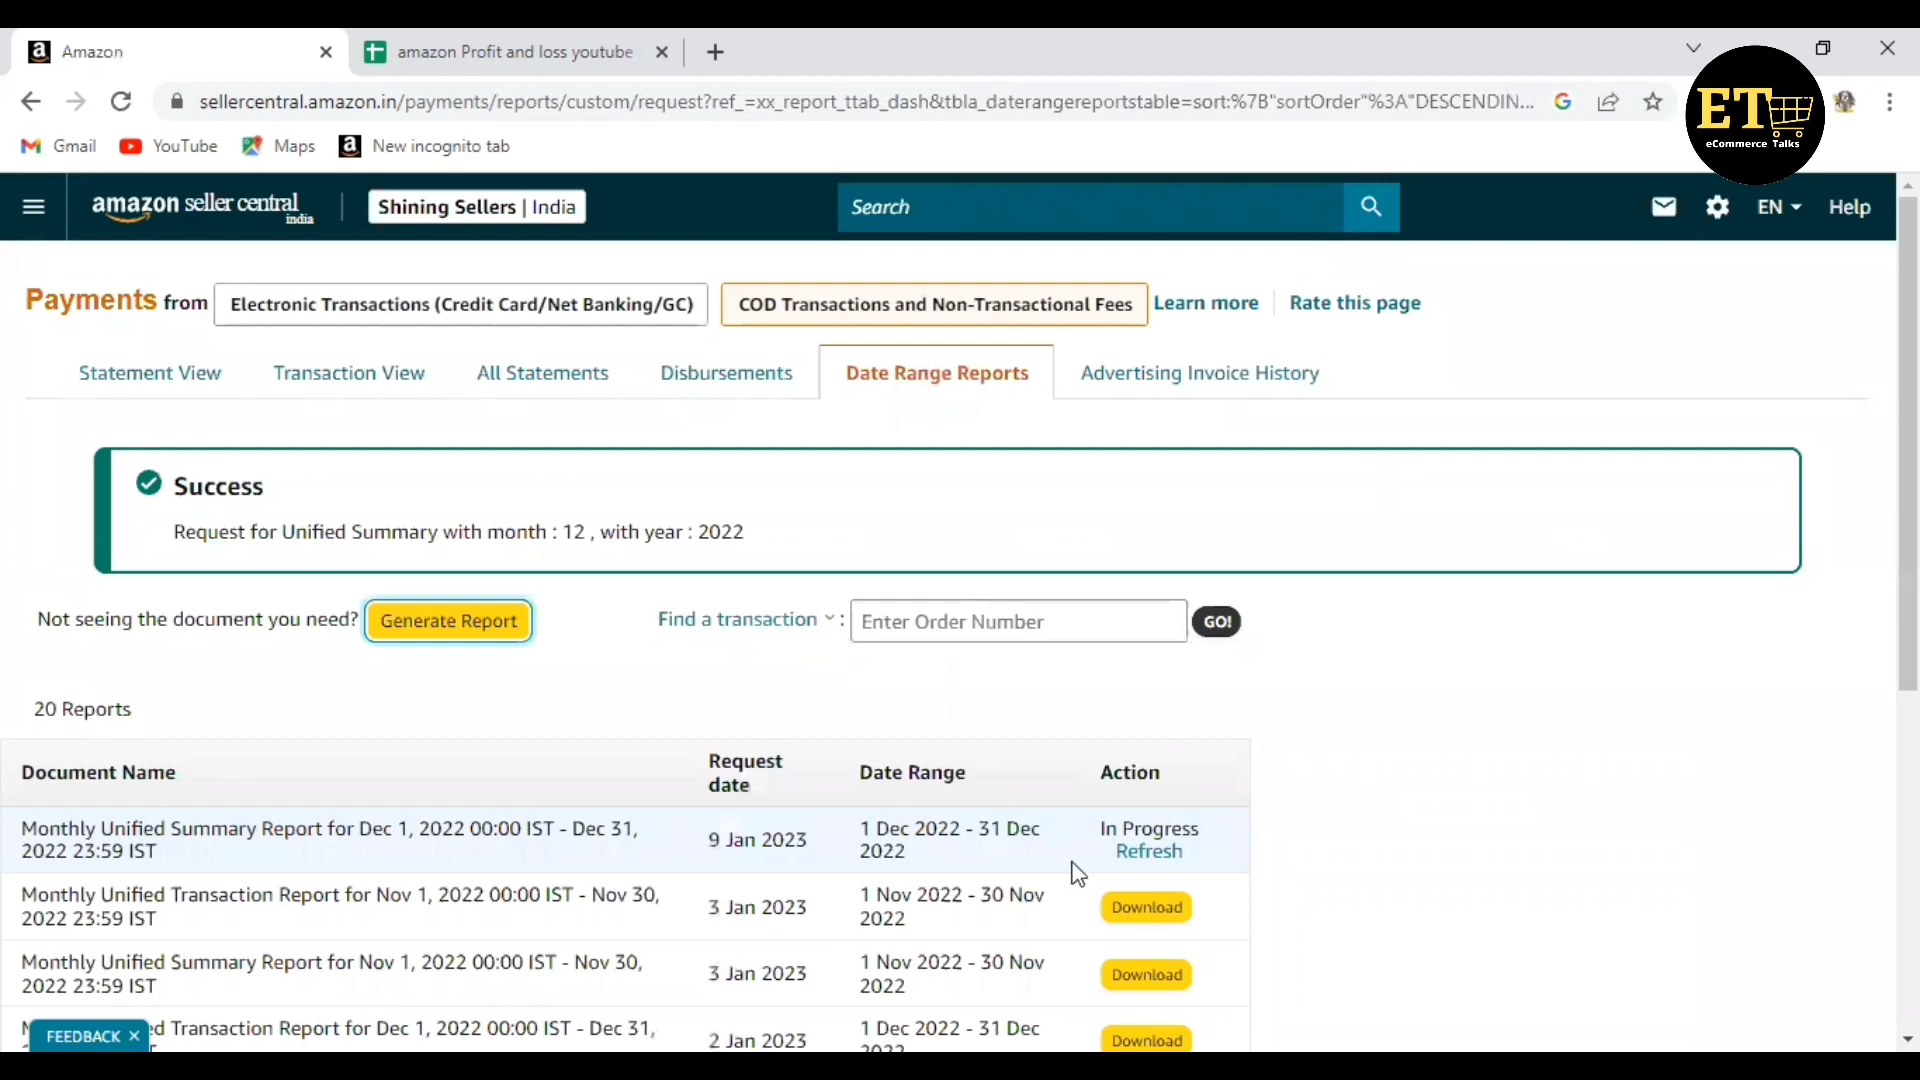 Amazon
amazon Profit and loss youtube
sellercentral.amazon.in/payments/reports/custom/request?ref_=xx_report_ttab_dash&tbla_daterangereportstable=sort:%7B"sortOrder"%3A"DESCENDIN...
ET
eCommerce Talks
Gmail
YouTube
Maps
New incognito tab
amazon seller central
india
Shining Sellers | India
Search
EN
Help
Payments from
Electronic Transactions (Credit Card/Net Banking/GC)
COD Transactions and Non-Transactional Fees
Learn more
Rate this page
Statement View
Transaction View
All Statements
Disbursements
Date Range Reports
Advertising Invoice History
Success
Request for Unified Summary with month : 12 , with year : 2022
Not seeing the document you need?
Generate Report
Find a transaction :
Enter Order Number
GO!
20 Reports
Document Name
Request
date
Date Range
Action
Monthly Unified Summary Report for Dec 1, 2022 00:00 IST - Dec 31,
2022 23:59 IST
9 Jan 2023
1 Dec 2022 - 31 Dec
2022
In Progress
Refresh
Monthly Unified Transaction Report for Nov 1, 2022 00:00 IST - Nov 30,
2022 23:59 IST
3 Jan 2023
1 Nov 2022 - 30 Nov
2022
Download
Monthly Unified Summary Report for Nov 1, 2022 00:00 IST - Nov 30,
2022 23:59 IST
3 Jan 2023
1 Nov 2022 - 30 Nov
2022
Download
Transaction Report for Dec 1, 2022 00:00 IST - Dec 31,
2 Jan 2023
1 Dec 2022 - 31 Dec
Download
FEEDBACK